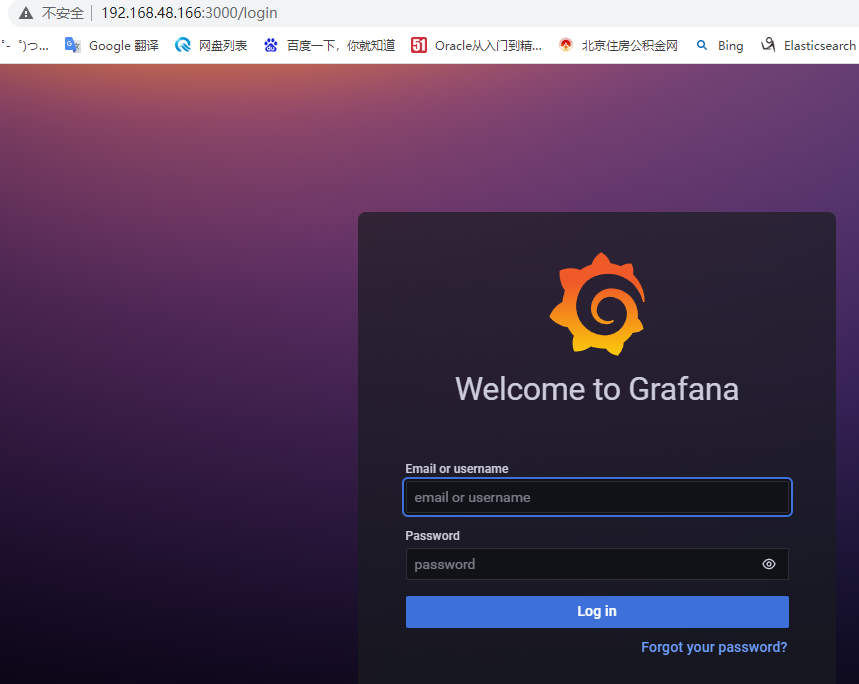 不安全 192.168.48.166:3000/login
゚- ゚)つ... Google 翻译 网盘列表 百度一下，你就知道 51 Oracle从入门到精... 北京住房公积金网 Bing Elasticsearch
Welcome to Grafana
Email or username
email or username
Password
password
Log in
Forgot your password?